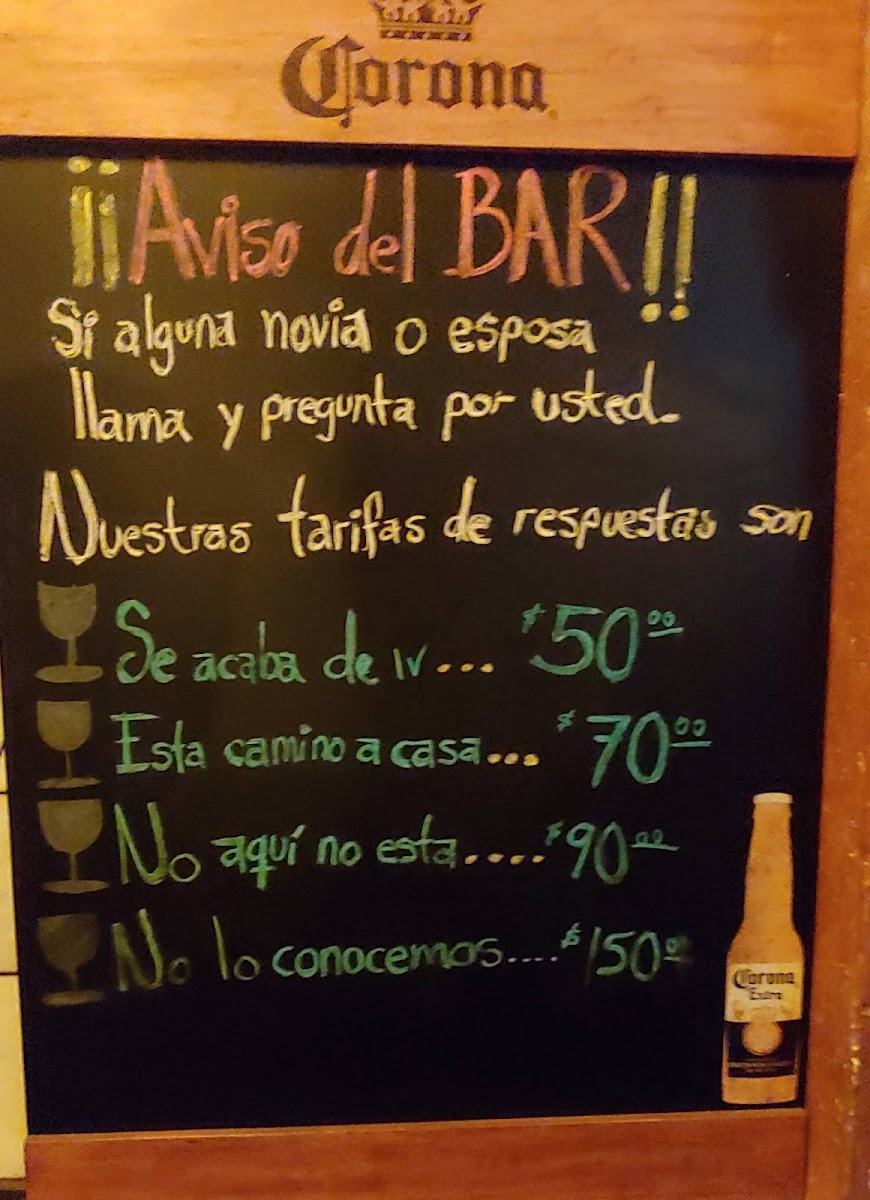 Corona
¡¡Aviso del BAR!!
Si alguna novia o esposa
llama y pregunta por usted.
Nuestras tarifas de respuestas son
Se acaba de ir... $50.00
Esta camino a casa... $70.00
No aquí no esta.... $90.00
No lo conocemos.... $150.0
Corona
Extra